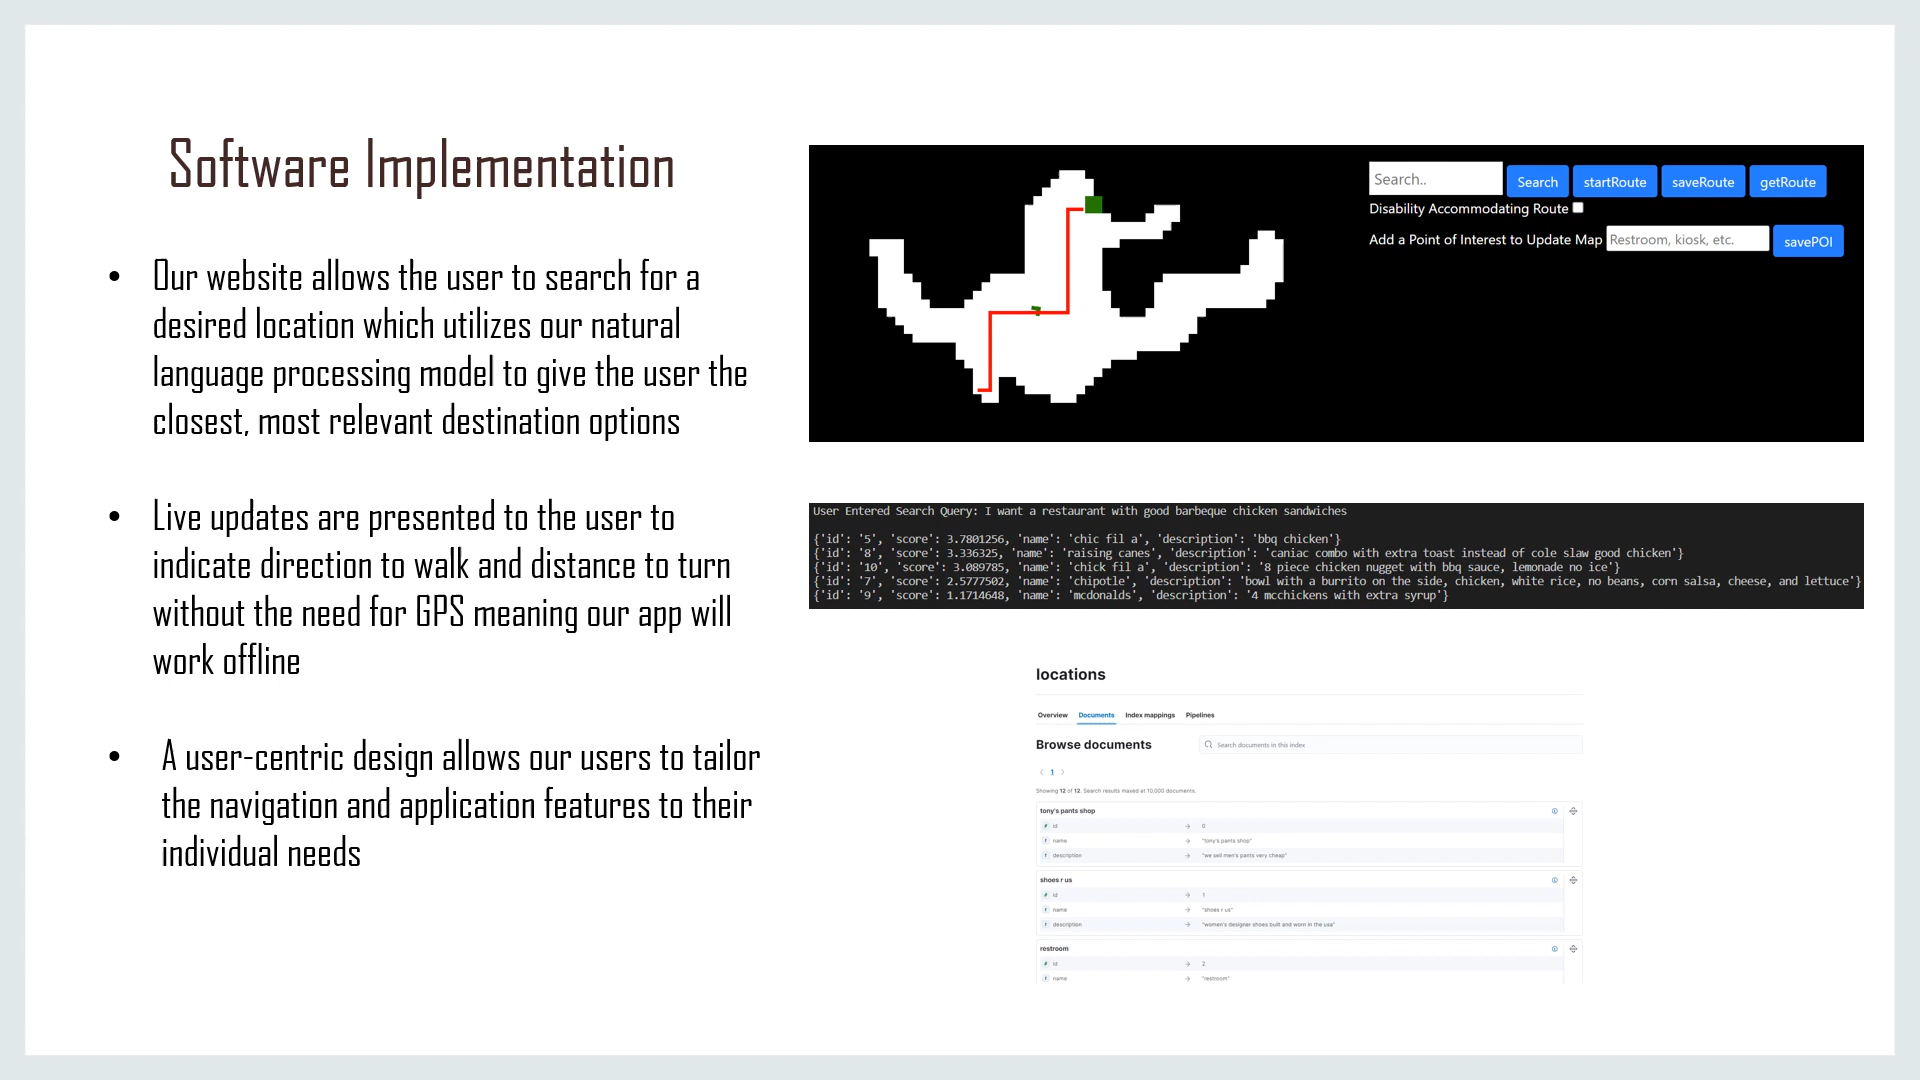 Software Implementation
• Our website allows the user to search for a
desired location which utilizes our natural
language processing model to give the user the
closest, most relevant destination options
• Live updates are presented to the user to
indicate direction to walk and distance to turn
without the need for GPS meaning our app will
work offline
• A user-centric design allows our users to tailor
the navigation and application features to their
individual needs
Search.. Search startRoute saveRoute getRoute
Disability Accommodating Route
Add a Point of Interest to Update Map Restroom, kiosk, etc. savePOI
User Entered Search Query: I want a restaurant with good barbeque chicken sandwiches
{'id': '5', 'score': 3.7801256, 'name': 'chic fil a', 'description': 'bbq chicken'}
{'id': '8', 'score': 3.336325, 'name': 'raising canes', 'description': 'caniac combo with extra toast instead of cole slaw good chicken'}
{'id': '10', 'score': 3.089785, 'name': 'chick fil a', 'description': '8 piece chicken nugget with bbq sauce, lemonade no ice'}
{'id': '7', 'score': 2.5777502, 'name': 'chipotle', 'description': 'bowl with a burrito on the side, chicken, white rice, no beans, corn salsa, cheese, and lettuce'}
{'id': '9', 'score': 1.1714648, 'name': 'mcdonalds', 'description': '4 mcchickens with extra syrup'}
locations
Overview Documents Index mappings Pipelines
Browse documents Search documents in this index
1
Showing 12 of 12. Search results maxed at 10,000 documents.
tony's pants shop
# id → 0
t name → "tony's pants shop"
t description → "we sell men's pants very cheap"
shoes r us
# id → 1
t name → "shoes r us"
t description → "women's designer shoes built and worn in the usa"
restroom
# id → 2
t name → "restroom"